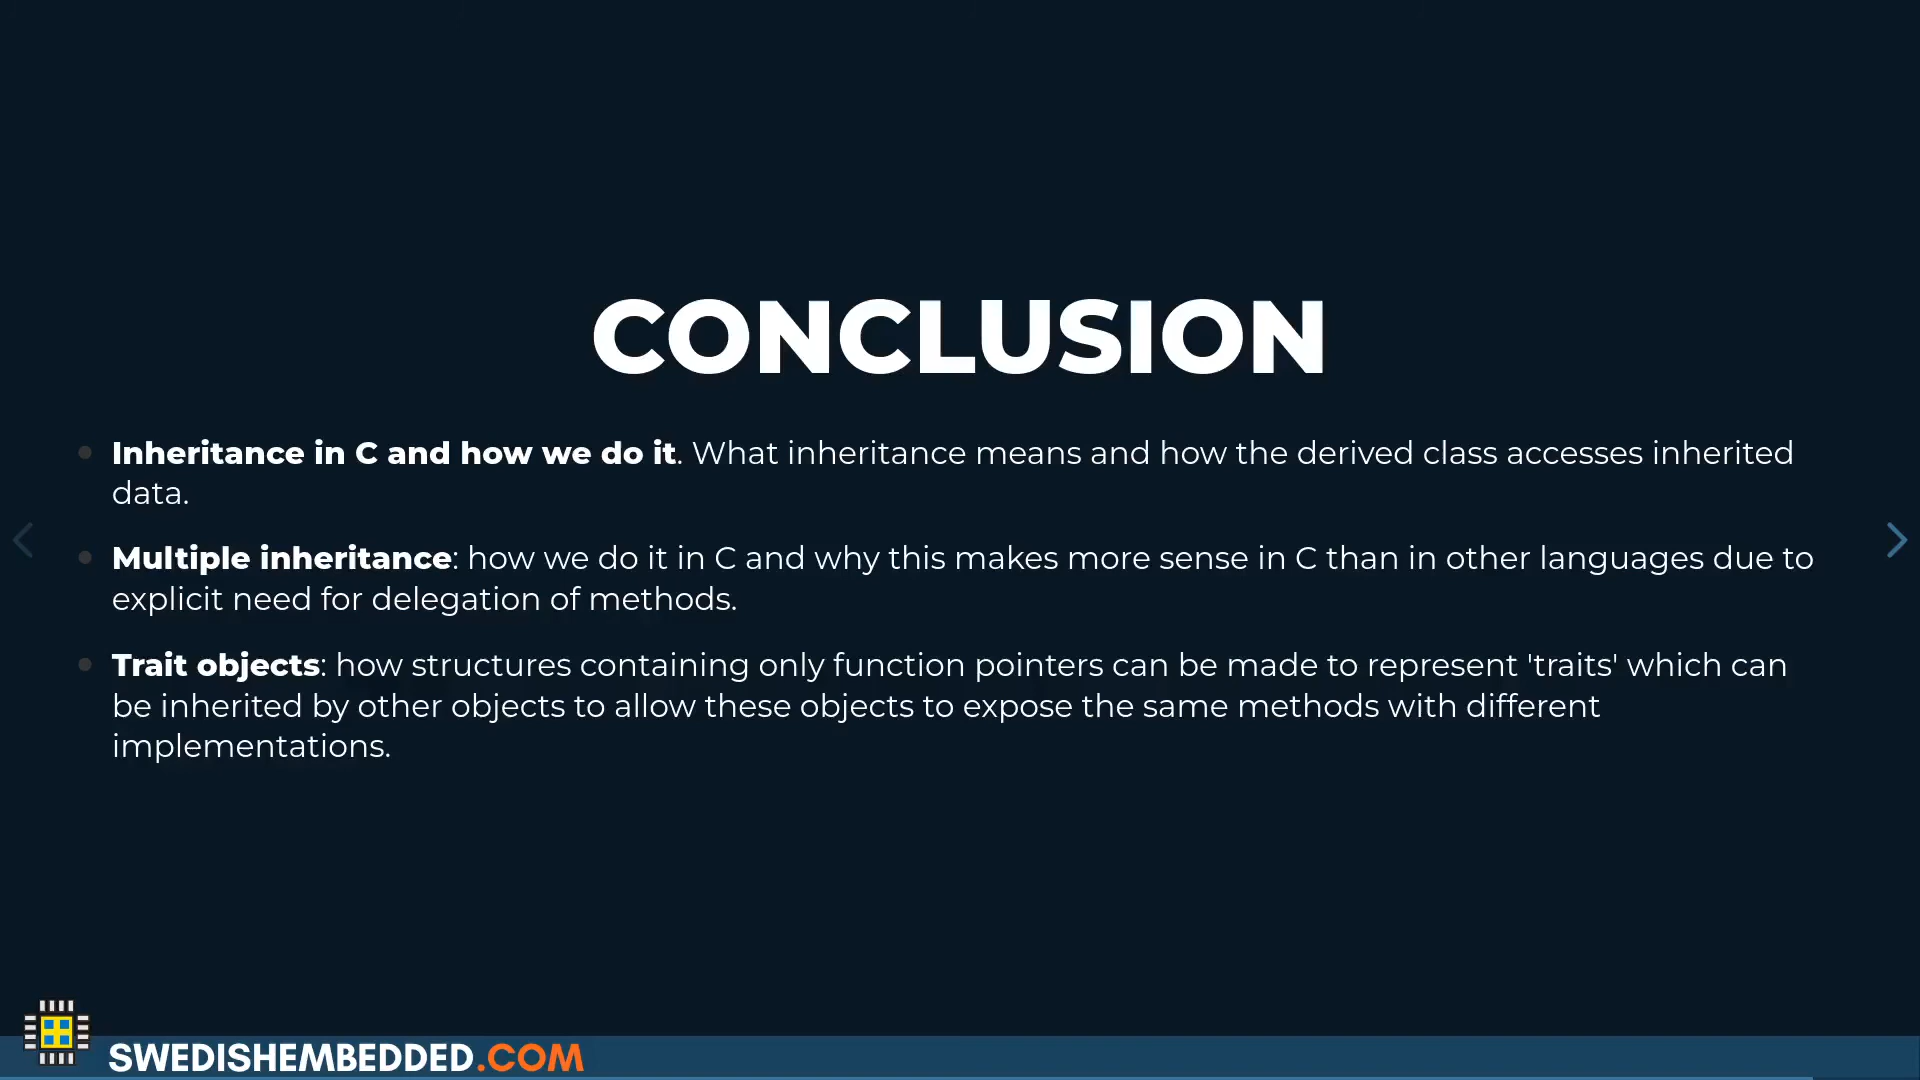 CONCLUSION
Inheritance in C and how we do it. What inheritance means and how the derived class accesses inherited
data.
Multiple inheritance: how we do it in C and why this makes more sense in C than in other languages due to
explicit need for delegation of methods.
Trait objects: how structures containing only function pointers can be made to represent 'traits' which can
be inherited by other objects to allow these objects to expose the same methods with different
implementations.
SWEDISHEMBEDDED.COM